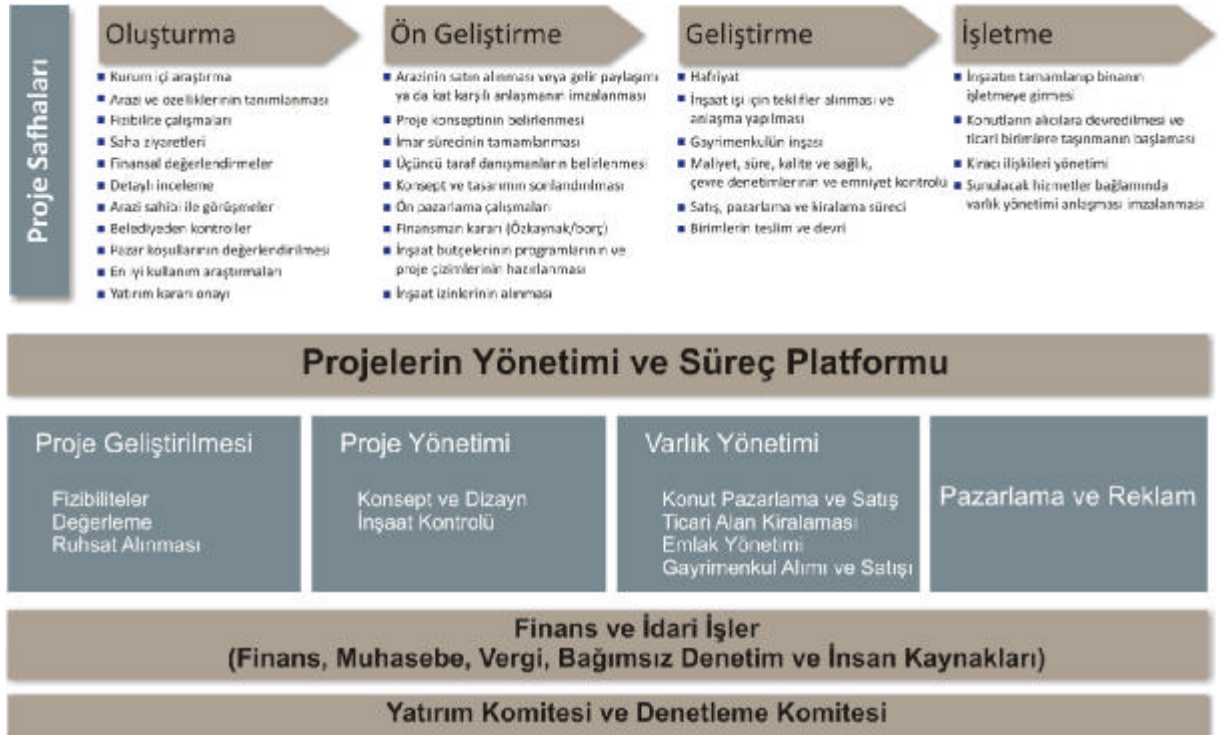 Proje Safhaları
Oluşturma
Kurum içi araştırma
Arazi ve özelliklerinin tanımlanması
Fizibilite çalışmaları
Saha ziyaretleri
Finansal değerlendirmeler
Detaylı inceleme
Arazi sahibi ile görüşmeler
Belediyeden kontroller
Pazar koşullarının değerlendirilmesi
En iyi kullanım araştırmaları
Yatırım kararı onayı
Ön Geliştirme
Arazinin satın alınması veya gelir paylaşımı
ya da kat karşılı anlaşmanın imzalanması
Proje konseptinin belirlenmesi
İmar sürecinin tamamlanması
Üçüncü taraf danışmanların belirlenmesi
Konsept ve tasarımın sonlandırılması
Ön pazarlama çalışmaları
Finansman kararı (Özkaynak/borç)
İnşaat bütçelerinin programlarının ve
proje çizimlerinin hazırlanması
İnşaat izinlerinin alınması
Geliştirme
Hafriyat
İnşaat işi için teklifler alınması ve
anlaşma yapılması
Gayrimenkulün inşası
Maliyet, süre, kalite ve sağlık,
çevre denetimlerinin ve emniyet kontrolü
Satış, pazarlama ve kiralama süreci
Birimlerin teslim ve devri
İşletme
İnşaatın tamamlanıp binanın
işletmeye girmesi
Konutların alıcılara devredilmesi ve
ticari birimlere taşınmanın başlaması
Kiracı ilişkileri yönetimi
Sunulacak hizmetler bağlamında
varlık yönetimi anlaşması imzalanması
Projelerin Yönetimi ve Süreç Platformu
Proje Geliştirilmesi
Fizibiliteler
Değerleme
Ruhsat Alınması
Proje Yönetimi
Konsept ve Dizayn
İnşaat Kontrolü
Varlık Yönetimi
Konut Pazarlama ve Satış
Ticari Alan Kiralaması
Emlak Yönetimi
Gayrimenkul Alımı ve Satışı
Pazarlama ve Reklam
Finans ve İdari İşler
(Finans, Muhasebe, Vergi, Bağımsız Denetim ve İnsan Kaynakları)
Yatırım Komitesi ve Denetleme Komitesi